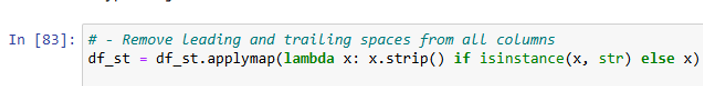 In [83]: # - Remove leading and trailing spaces from all columns
df_st = df_st.applymap(lambda x: x.strip() if isinstance(x, str) else x)